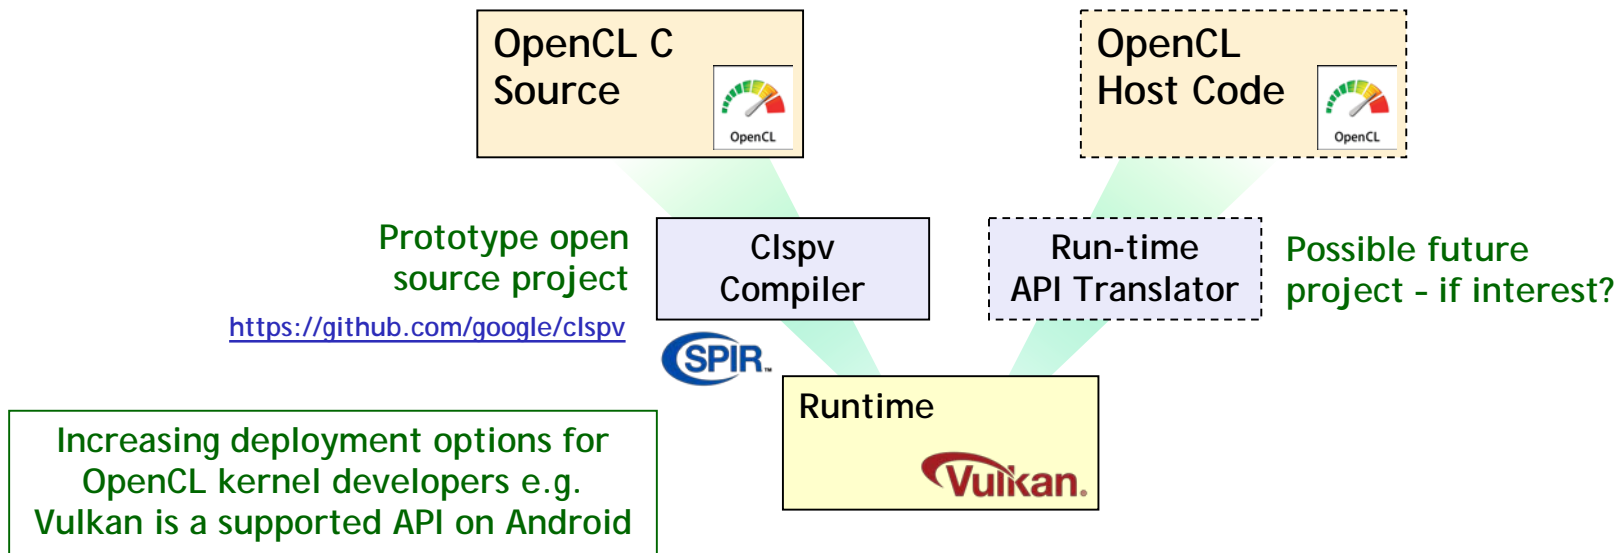 OpenCL C
Source
OpenCL
OpenCL
Host Code
OpenCL
Prototype open
source project
https://github.com/google/clspv
Clspv
Compiler
Run-time
API Translator
Possible future
project – if interest?
SPIR™
Runtime
Vulkan.
Increasing deployment options for
OpenCL kernel developers e.g.
Vulkan is a supported API on Android